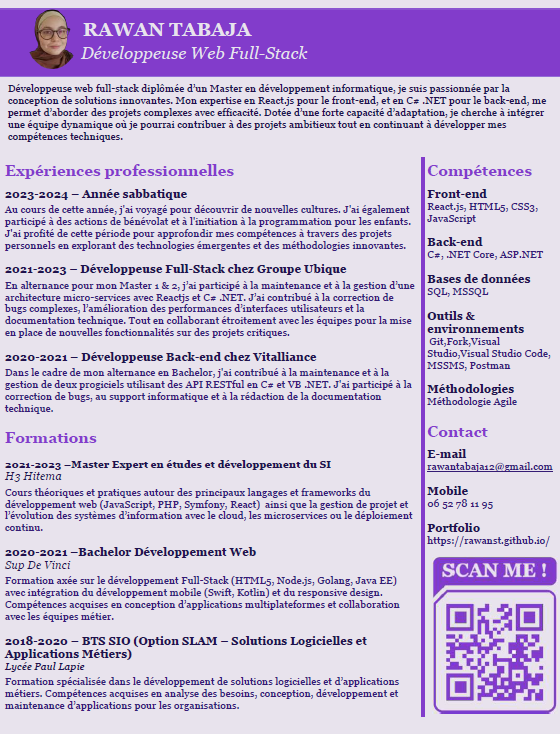 RAWAN TABAJA
Développeuse Web Full-Stack
Développeuse web full-stack diplômée d'un Master en développement informatique, je suis passionnée par la
conception de solutions innovantes. Mon expertise en React.js pour le front-end, et en C# .NET pour le back-end, me
permet d'aborder des projets complexes avec efficacité. Dotée d'une forte capacité d'adaptation, je cherche à intégrer
une équipe dynamique où je pourrai contribuer à des projets ambitieux tout en continuant à développer mes
compétences techniques.
Expériences professionnelles
2023-2024 – Année sabbatique
Au cours de cette année, j'ai voyagé pour découvrir de nouvelles cultures. J'ai également
participé à des actions de bénévolat et à l'initiation à la programmation pour les enfants.
J'ai profité de cette période pour approfondir mes compétences à travers des projets
personnels en explorant des technologies émergentes et des méthodologies innovantes.
2021-2023 – Développeuse Full-Stack chez Groupe Ubique
En alternance pour mon Master 1 & 2, j'ai participé à la maintenance et à la gestion d'une
architecture micro-services avec Reactjs et C# .NET. J'ai contribué à la correction de
bugs complexes, l'amélioration des performances d'interfaces utilisateurs et la
documentation technique. Tout en collaborant étroitement avec les équipes pour la mise
en place de nouvelles fonctionnalités sur des projets critiques.
2020-2021 – Développeuse Back-end chez Vitalliance
Dans le cadre de mon alternance en Bachelor, j'ai contribué à la maintenance et à la
gestion de deux progiciels utilisant des API RESTful en C# et VB .NET. J'ai participé à la
correction de bugs, au support informatique et à la rédaction de la documentation
technique.
Formations
2021-2023 –Master Expert en études et développement du SI
H3 Hitema
Cours théoriques et pratiques autour des principaux langages et frameworks du
développement web (JavaScript, PHP, Symfony, React) ainsi que la gestion de projet et
l'évolution des systèmes d'information avec le cloud, les microservices ou le déploiement
continu.
2020-2021 –Bachelor Développement Web
Sup De Vinci
Formation axée sur le développement Full-Stack (HTML5, Node.js, Golang, Java EE)
avec intégration du développement mobile (Swift, Kotlin) et du responsive design.
Compétences acquises en conception d'applications multiplateformes et collaboration
avec les équipes métier.
2018-2020 – BTS SIO (Option SLAM – Solutions Logicielles et
Applications Métiers)
Lycée Paul Lapie
Formation spécialisée dans le développement de solutions logicielles et d'applications
métiers. Compétences acquises en analyse des besoins, conception, développement et
maintenance d'applications pour les organisations.
Compétences
Front-end
React.js, HTML5, CSS3,
JavaScript
Back-end
C#, .NET Core, ASP.NET
Bases de données
SQL, MSSQL
Outils &
environnements
Git,Fork,Visual
Studio,Visual Studio Code,
MSSMS, Postman
Méthodologies
Méthodologie Agile
Contact
E-mail
rawantabaja12@gmail.com
Mobile
06 52 78 11 95
Portfolio
https://rawanst.github.io/
SCAN ME !